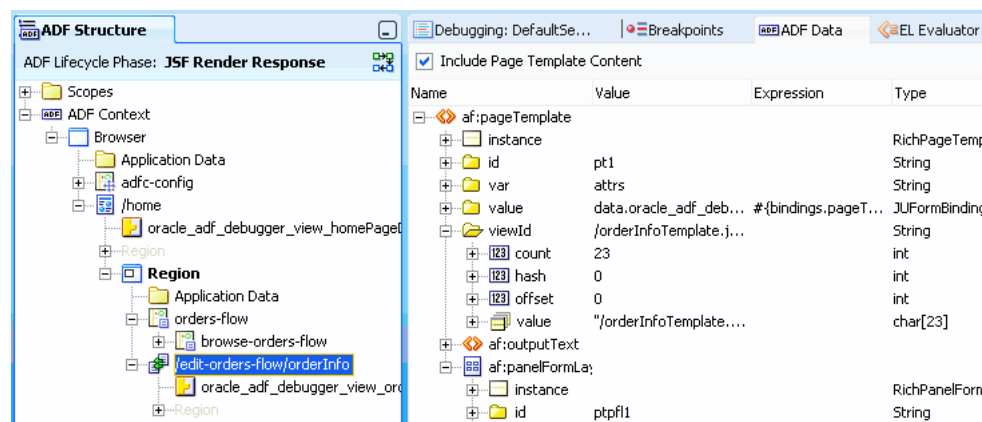 ADF Structure
ADF Lifecycle Phase: JSF Render Response
Scopes
ADF Context
Browser
Application Data
adfc-config
/home
oracle_adf_debugger_view_homePage
Region
Region
Application Data
orders-flow
browse-orders-flow
/edit-orders-flow/orderInfo
oracle_adf_debugger_view_ord
Region
Debugging: DefaultSe... Breakpoints ADF Data EL Evaluator
Include Page Template Content
Name Value Expression Type
af:pageTemplate
instance RichPageTemp
id pt1 String
var attrs String
value data.oracle_adf_deb... #{bindings.pageT... JUFormBinding
viewId /orderInfoTemplate.j... String
count 23 int
hash 0 int
offset 0 int
value "/orderInfoTemplate.... char[23]
af:outputText
af:panelFormLay
instance RichPanelForm
id ptpfl1 String